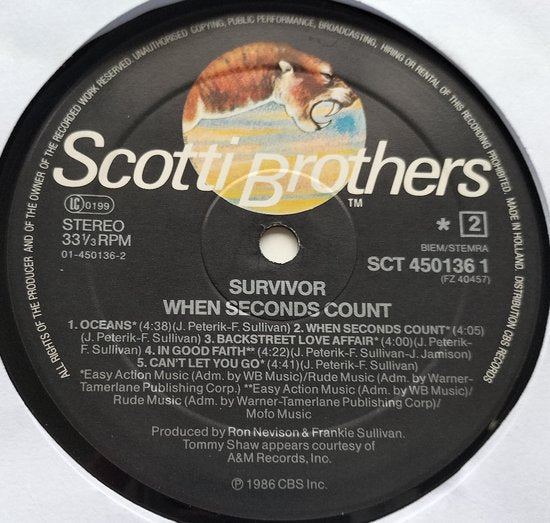 ALL RIGHTS OF THE PRODUCER AND OF THE OWNER OF THE RECORDED WORK RESERVED. UNAUTHORISED COPYING, PUBLIC PERFORMANCE, BROADCASTING, HIRING OR RENTAL OF THIS RECORDING PROHIBITED. MADE IN HOLLAND. DISTRIBUTION CBS RECORDS
Scotti Brothers
TM
LC 0199
STEREO
33 1/3 RPM
01-450136-2
* 2
BIEM/STEMRA
SCT 450136 1
(FZ 40457)
SURVIVOR
WHEN SECONDS COUNT
1. OCEANS* (4:38)(J. Peterik-F. Sullivan) 2. WHEN SECONDS COUNT* (4:05)
(J. Peterik-F. Sullivan) 3. BACKSTREET LOVE AFFAIR* (4:00)(J. Peterik-
F. Sullivan) 4. IN GOOD FAITH** (4:22)(J. Peterik-F. Sullivan-J. Jamison)
5. CAN'T LET YOU GO* (4:41)(J. Peterik-F. Sullivan)
*Easy Action Music (Adm. by WB Music)/Rude Music (Adm. by Warner-
Tamerlane Publishing Corp.) **Easy Action Music (Adm. by WB Music)/
Rude Music (Adm. by Warner-Tamerlane Publishing Corp)/
Mofo Music
Produced by Ron Nevison & Frankie Sullivan.
Tommy Shaw appears courtesy of
A&M Records, Inc.
℗ 1986 CBS Inc.